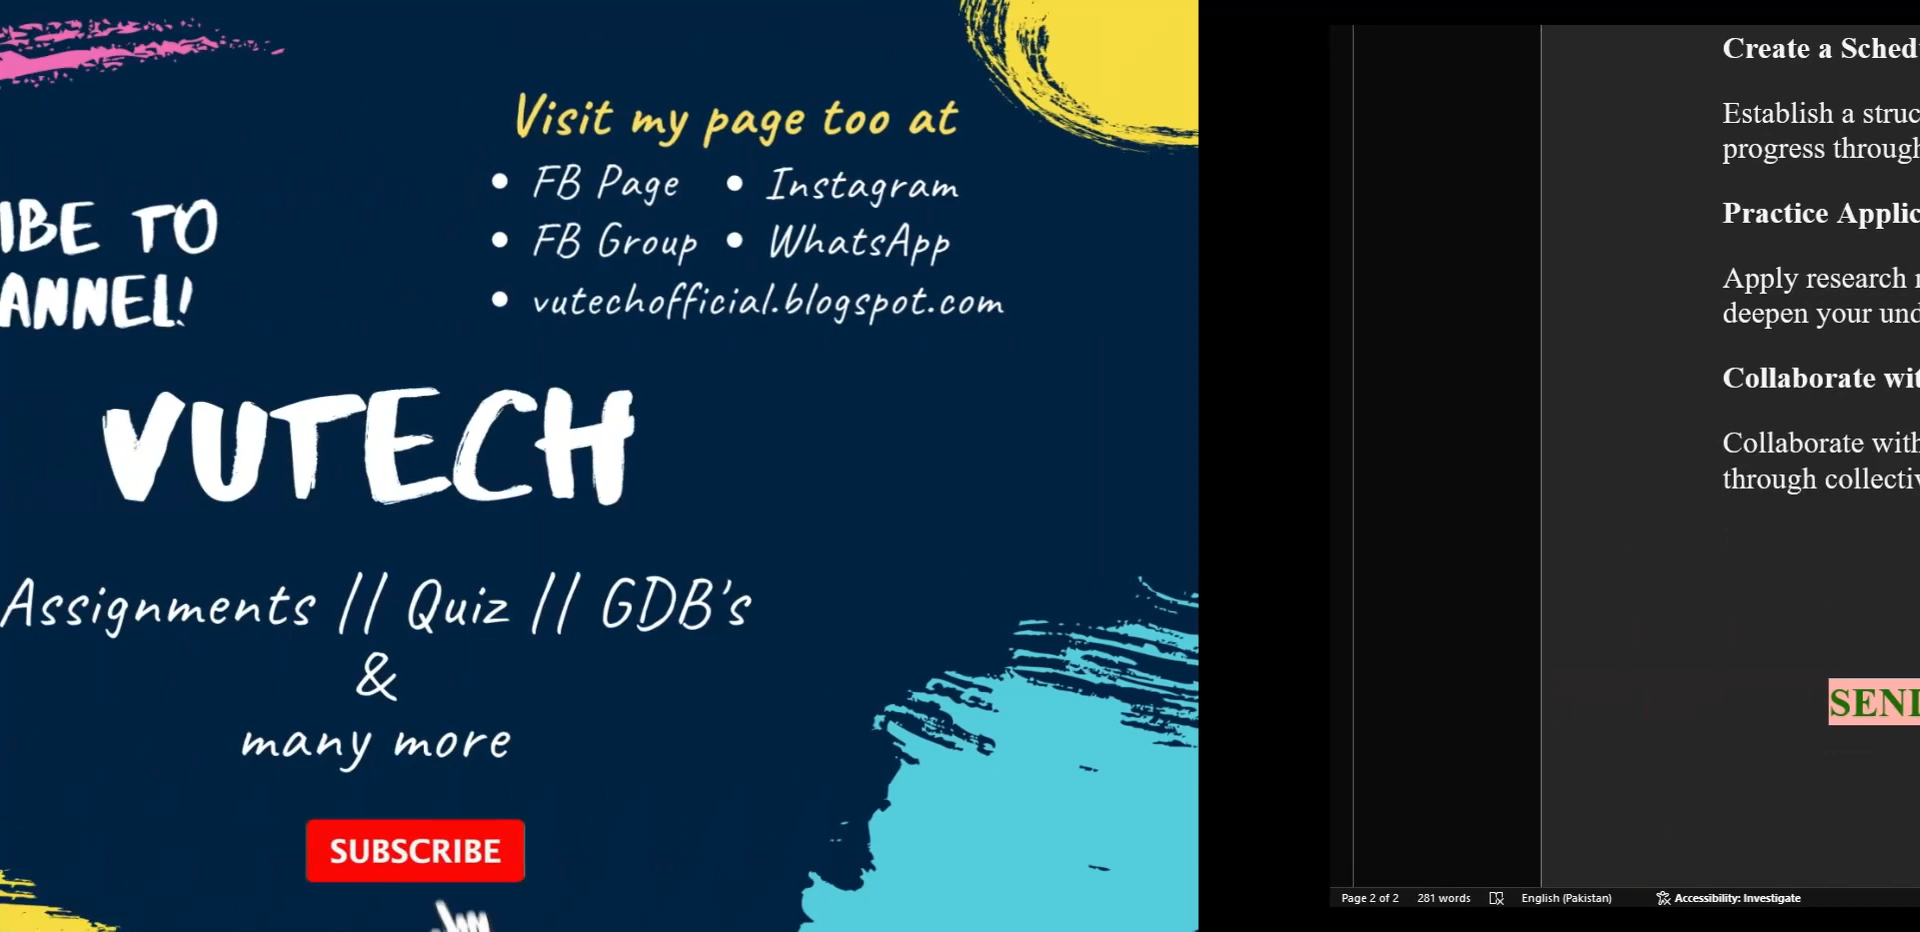 Visit my page too at
FB Page
Instagram
FB Group
WhatsApp
vutechofficial.blogspot.com
IBE TO
ANNEL!
VUTECH
Assignments || Quiz || GDB's
&
many more
SUBSCRIBE
Create a Sched
Establish a struc
progress through
Practice Applic
Apply research
deepen your und
Collaborate wit
Collaborate with
through collectiv
SEND
Page 2 of 2
281 words
English (Pakistan)
Accessibility: Investigate